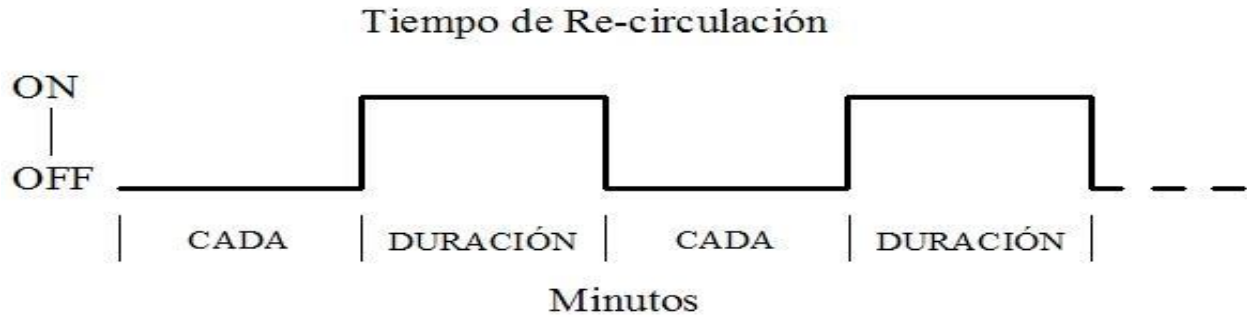 Tiempo de Re-circulación
ON
OFF
CADA DURACIÓN CADA DURACIÓN
Minutos